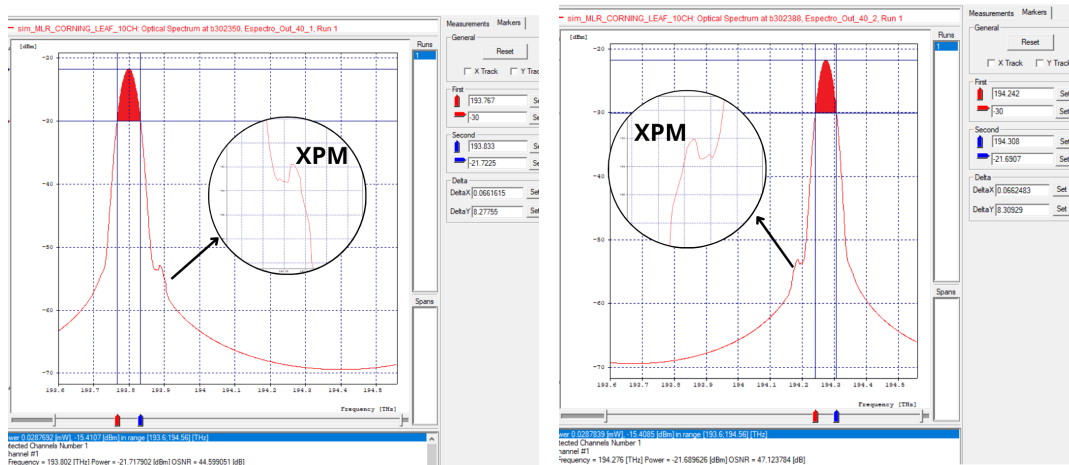 sim_MLR_CORNING_LEAF_10CH: Optical Spectrum at b302350, Espectro_Out_40_1, Run 1
[dBm]
-20
-30
-40
-50
-60
-70
193.6 193.7 193.8 193.9 194 194.1 194.2 194.3 194.4 194.5
Frequency [THz]
XPM
Runs
1
Spans
Measurements Markers
General
Reset
X Track Y Trac
First
193.767 Se
-30 Se
Second
193.833 Se
-21.7225 Se
Delta
DeltaX 0.0661615 Set
DeltaY 8.27755 Set
wer 0.0287692 [mW], -15.4107 [dBm] in range [193.6;194.56] [THz]
tected Channels Number 1
hannel #1
Frequency = 193.802 [THz] Power = -21.717902 [dBm] OSNR = 44.599051 [dB]
sim_MLR_CORNING_LEAF_10CH: Optical Spectrum at b302388, Espectro_Out_40_2, Run 1
[dBm]
-20
-30
-40
-50
-60
-70
193.6 193.7 193.8 193.9 194 194.1 194.2 194.3 194.4 194.5
Frequency [THz]
XPM
Runs
1
Spans
Measurements Markers
General
Reset
X Track Y Trac
First
194.242 Set
-30 Set
Second
194.308 Set
-21.6907 Set
Delta
DeltaX 0.0662483 Set
DeltaY 8.30929 Set
wer 0.0287839 [mW], -15.4085 [dBm] in range [193.6;194.56] [THz]
tected Channels Number 1
hannel #1
Frequency = 194.276 [THz] Power = -21.689626 [dBm] OSNR = 47.123784 [dB]